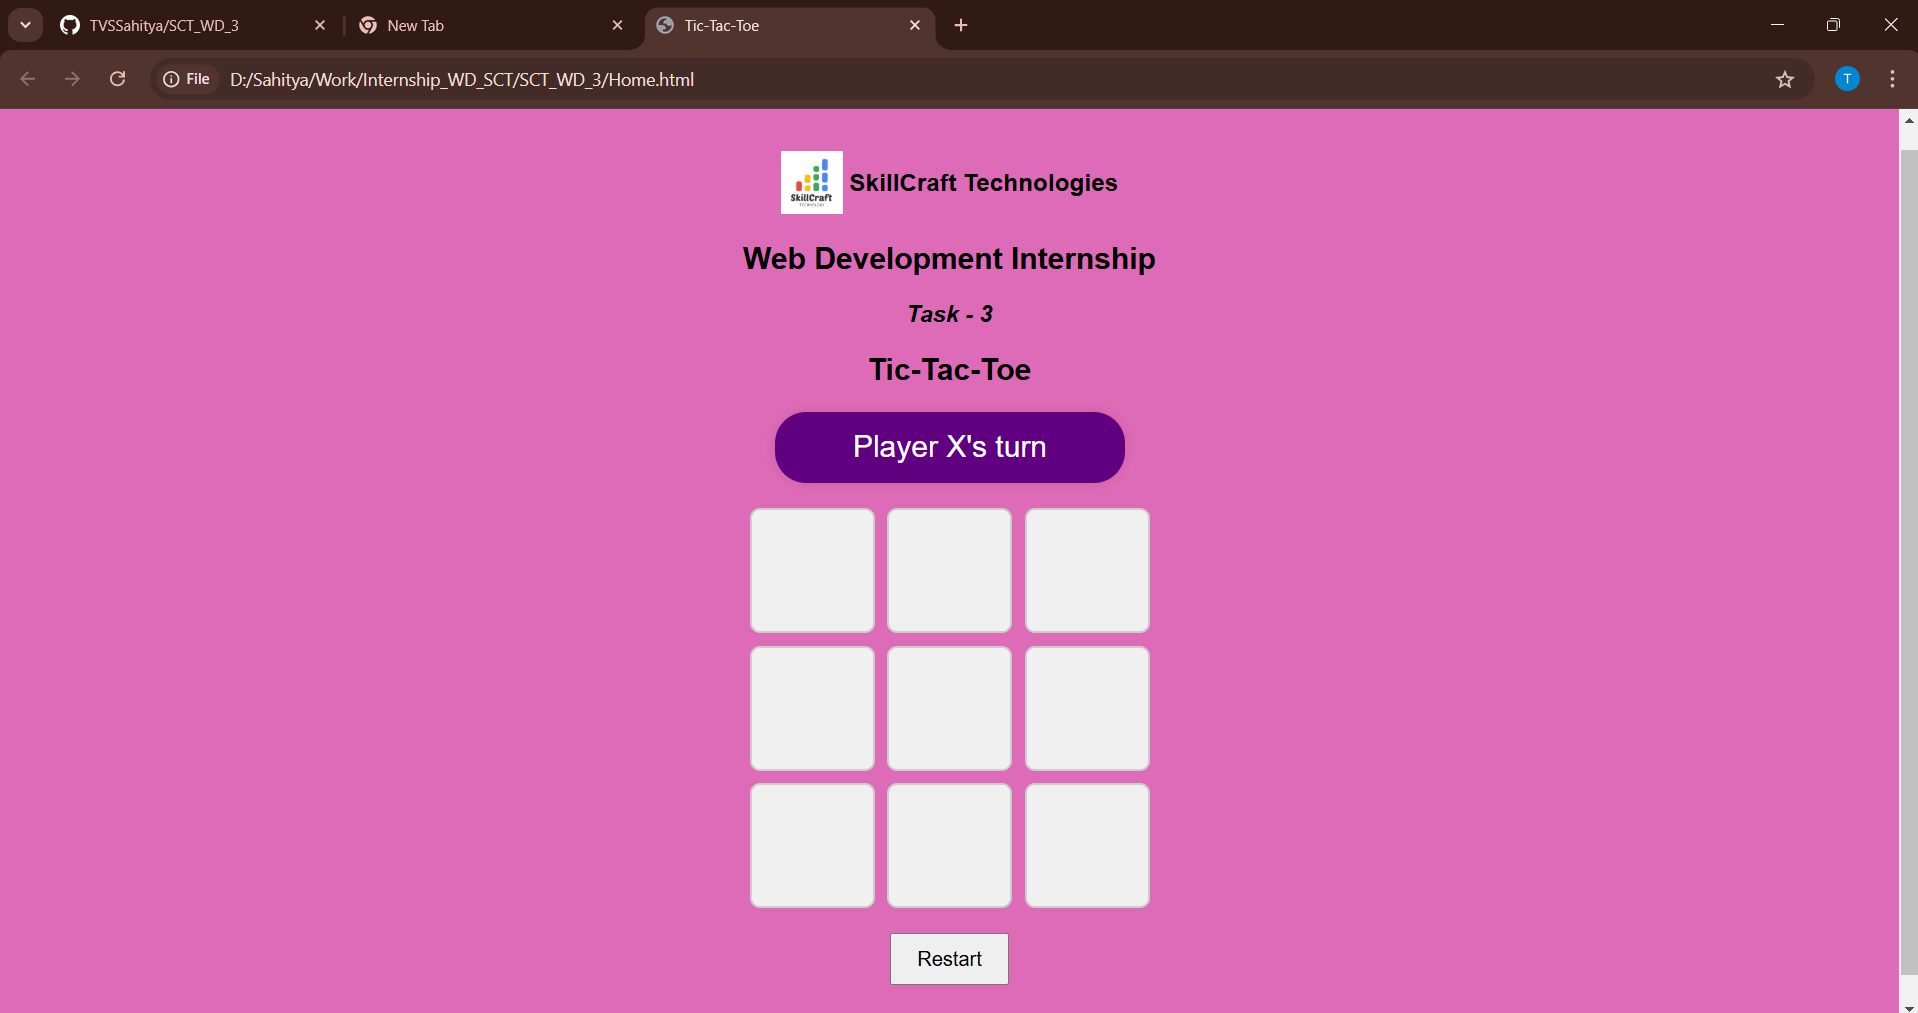 TVSSahitya/SCT_WD_3
New Tab
Tic-Tac-Toe
File
D:/Sahitya/Work/Internship_WD_SCT/SCT_WD_3/Home.html
T
SkillCraft
TECHNOLOGY
SkillCraft Technologies
Web Development Internship
Task - 3
Tic-Tac-Toe
Player X's turn
Restart